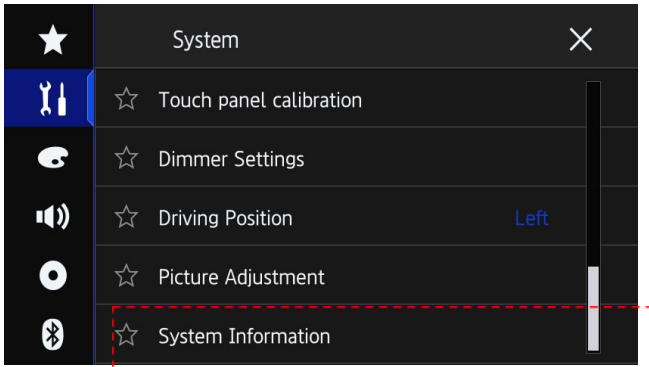 System
Touch panel calibration
Dimmer Settings
Driving Position Left
Picture Adjustment
System Information